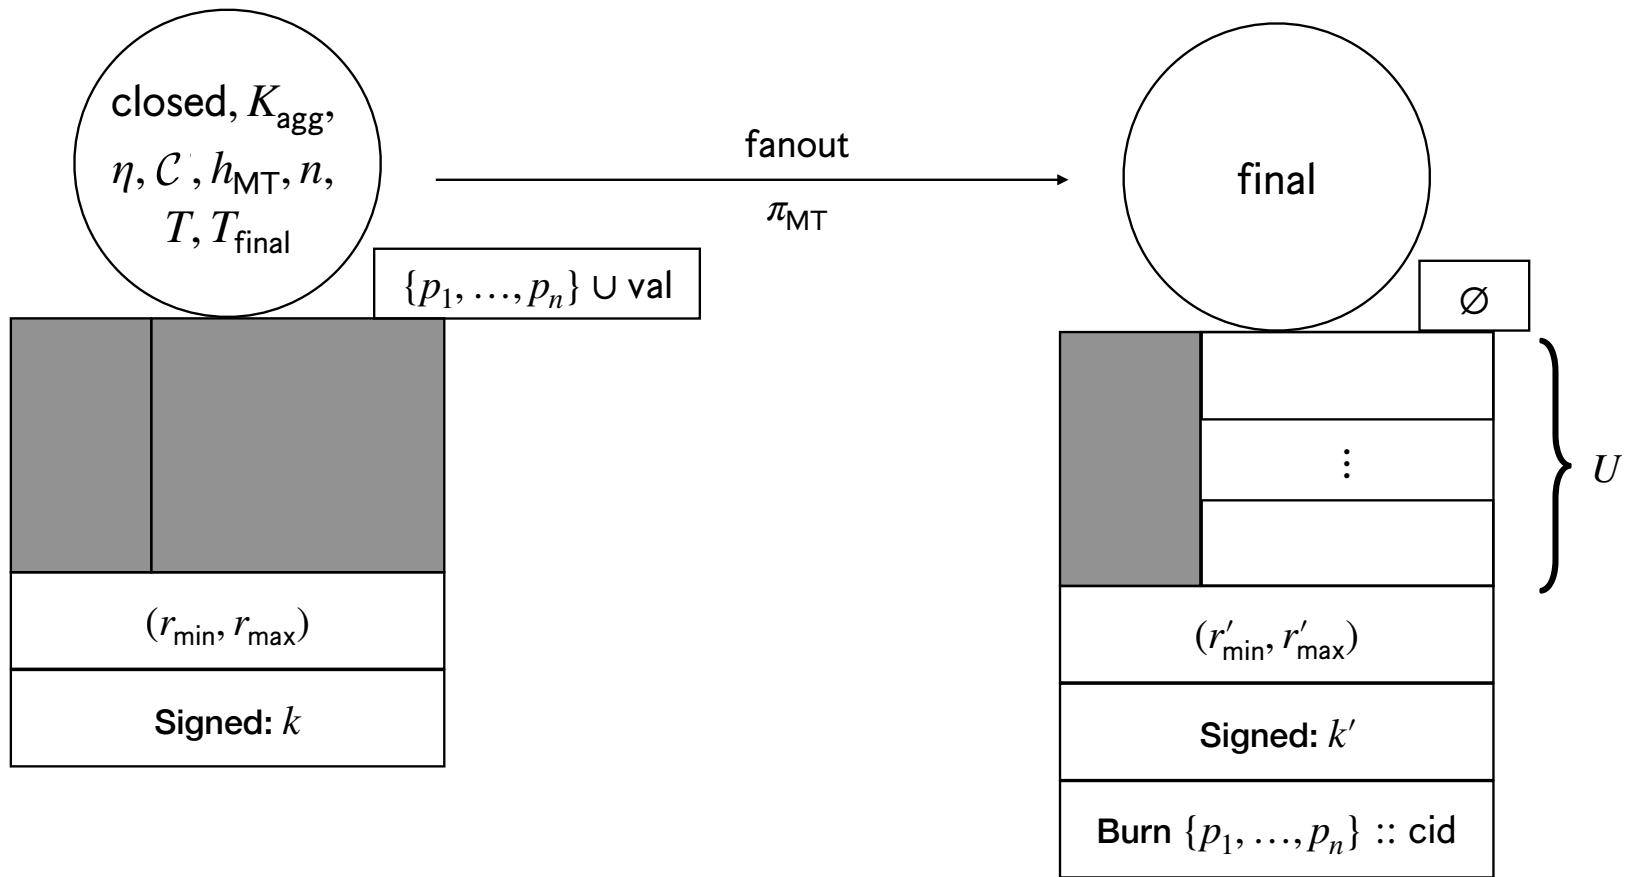 closed, K_agg,
η, 𝒞, h_MT, n,
T, T_final
{p_1, …, p_n} ∪ val
(r_min, r_max)
Signed: k
fanout
π_MT
final
∅
⋮
U
(r′_min, r′_max)
Signed: k′
Burn {p_1, …, p_n} :: cid